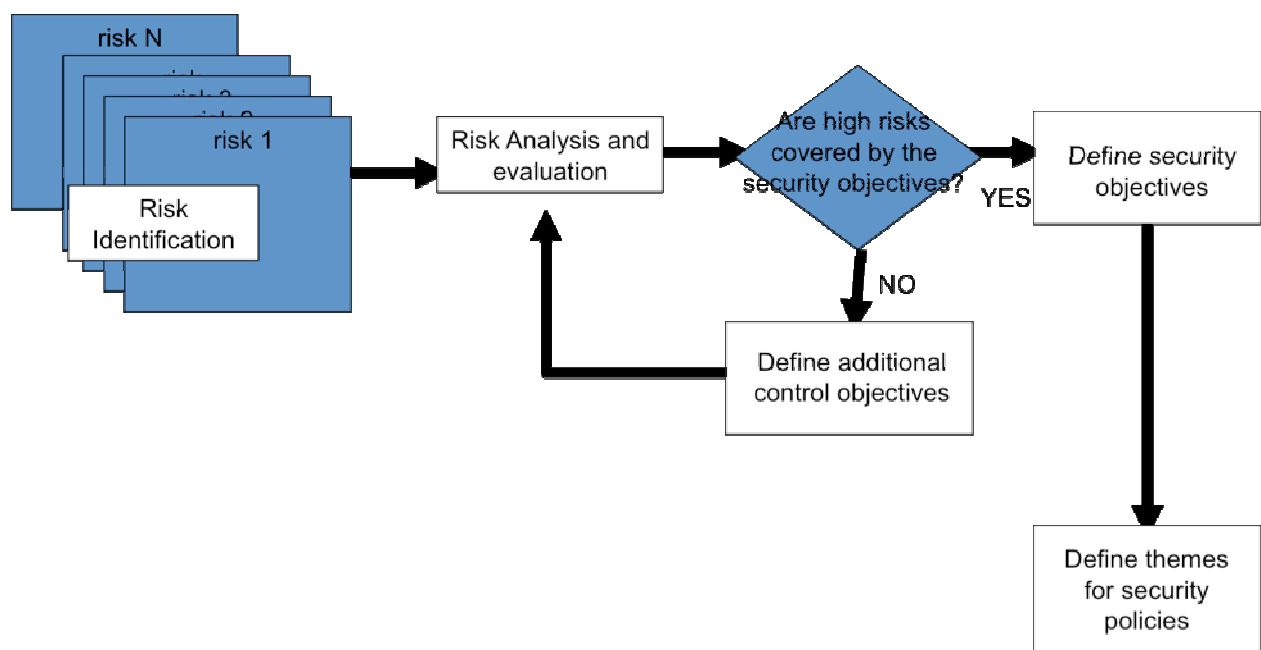 risk N
risk 1
Risk
Identification
Risk Analysis and
evaluation
Are high risks
covered by the
security objectives?
YES
NO
Define security
objectives
Define additional
control objectives
Define themes
for security
policies